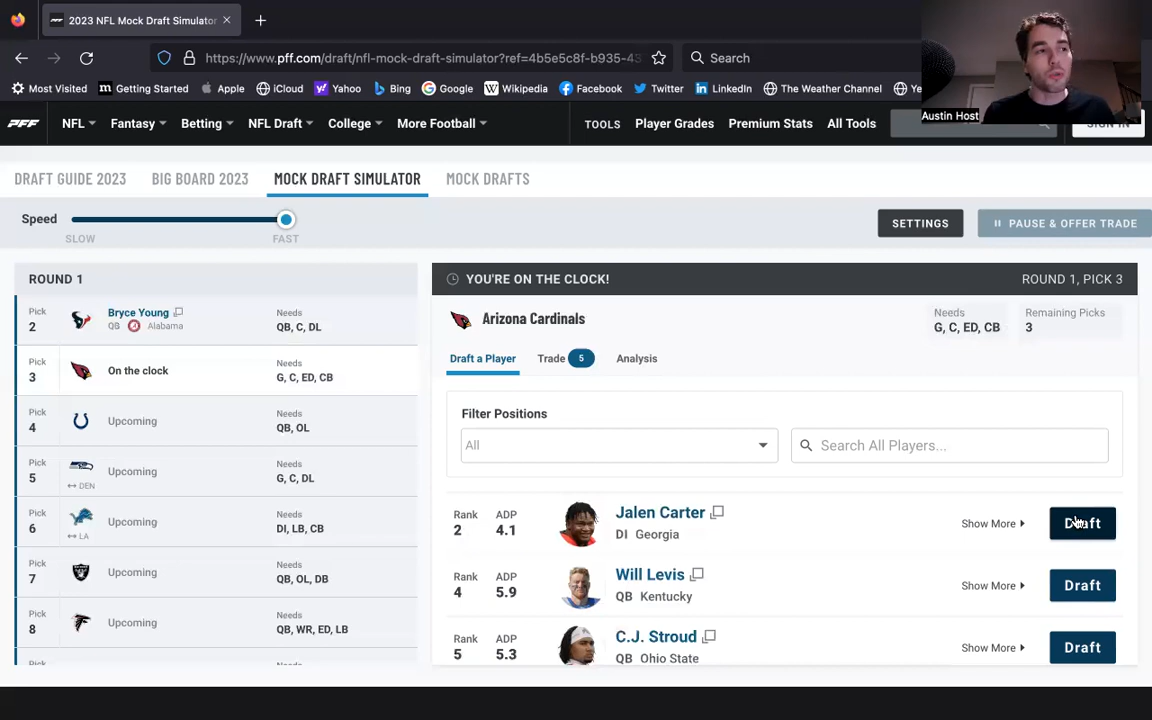 2023 NFL Mock Draft Simulator
https://www.pff.com/draft/nfl-mock-draft-simulator?ref=4b5e5c8f-b935-43
Search
Most Visited
Getting Started
Apple
iCloud
Yahoo
Bing
Google
Wikipedia
Facebook
Twitter
LinkedIn
The Weather Channel
Austin Host
PFF
NFL
Fantasy
Betting
NFL Draft
College
More Football
TOOLS
Player Grades
Premium Stats
All Tools
SIGN IN
DRAFT GUIDE 2023
BIG BOARD 2023
MOCK DRAFT SIMULATOR
MOCK DRAFTS
Speed
SLOW
FAST
SETTINGS
PAUSE & OFFER TRADE
ROUND 1
Pick
2
Bryce Young
QB
Alabama
Needs
QB, C, DL
Pick
3
On the clock
Needs
G, C, ED, CB
Pick
4
Upcoming
Needs
QB, OL
Pick
5
↔ DEN
Upcoming
Needs
G, C, DL
Pick
6
↔ LA
Upcoming
Needs
DI, LB, CB
Pick
7
Upcoming
Needs
QB, OL, DB
Pick
8
Upcoming
Needs
QB, WR, ED, LB
YOU'RE ON THE CLOCK!
ROUND 1, PICK 3
Arizona Cardinals
Needs
G, C, ED, CB
Remaining Picks
3
Draft a Player
Trade 5
Analysis
Filter Positions
All
Search All Players...
Rank
2
ADP
4.1
Jalen Carter
DI Georgia
Show More
Draft
Rank
4
ADP
5.9
Will Levis
QB Kentucky
Show More
Draft
Rank
5
ADP
5.3
C.J. Stroud
QB Ohio State
Show More
Draft